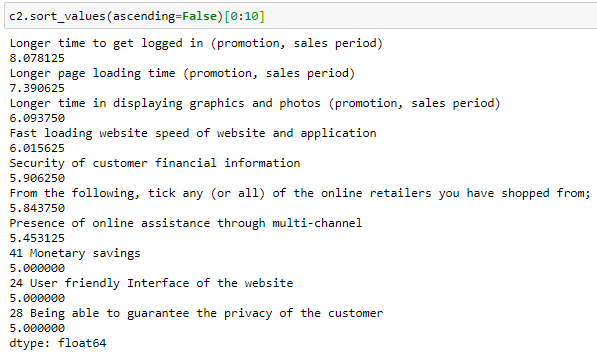 c2.sort_values(ascending=False)[0:10]
Longer time to get logged in (promotion, sales period)
8.078125
Longer page loading time (promotion, sales period)
7.390625
Longer time in displaying graphics and photos (promotion, sales period)
6.093750
Fast loading website speed of website and application
6.015625
Security of customer financial information
5.906250
From the following, tick any (or all) of the online retailers you have shopped from;
5.843750
Presence of online assistance through multi-channel
5.453125
41 Monetary savings
5.000000
24 User friendly Interface of the website
5.000000
28 Being able to guarantee the privacy of the customer
5.000000
dtype: float64